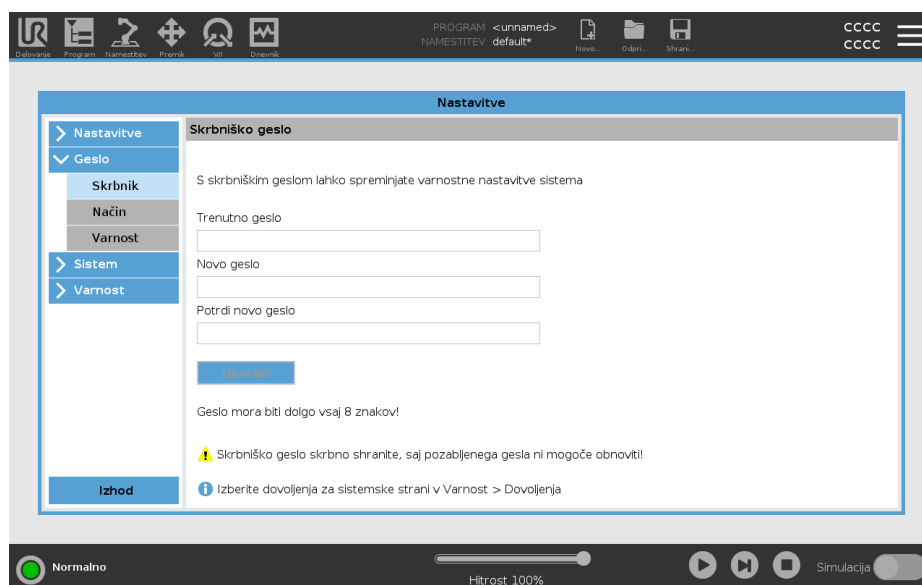 PROGRAM <unnamed>
NAMESTITEV default*
UR
Delovanje Program Namestitev Premik V/I Dnevnik Novo... Odpri... Shrani...
CCCC
CCCC
Nastavitve
Nastavitve
Geslo
Skrbnik
Način
Varnost
Sistem
Varnost
Izhod
Skrbniško geslo
S skrbniškim geslom lahko spreminjate varnostne nastavitve sistema
Trenutno geslo
Novo geslo
Potrdi novo geslo
Uporabi
Geslo mora biti dolgo vsaj 8 znakov!
Skrbniško geslo skrbno shranite, saj pozabljenega gesla ni mogoče obnoviti!
Izberite dovoljenja za sistemske strani v Varnost > Dovoljenja
Normalno
Hitrost 100%
Simulacija